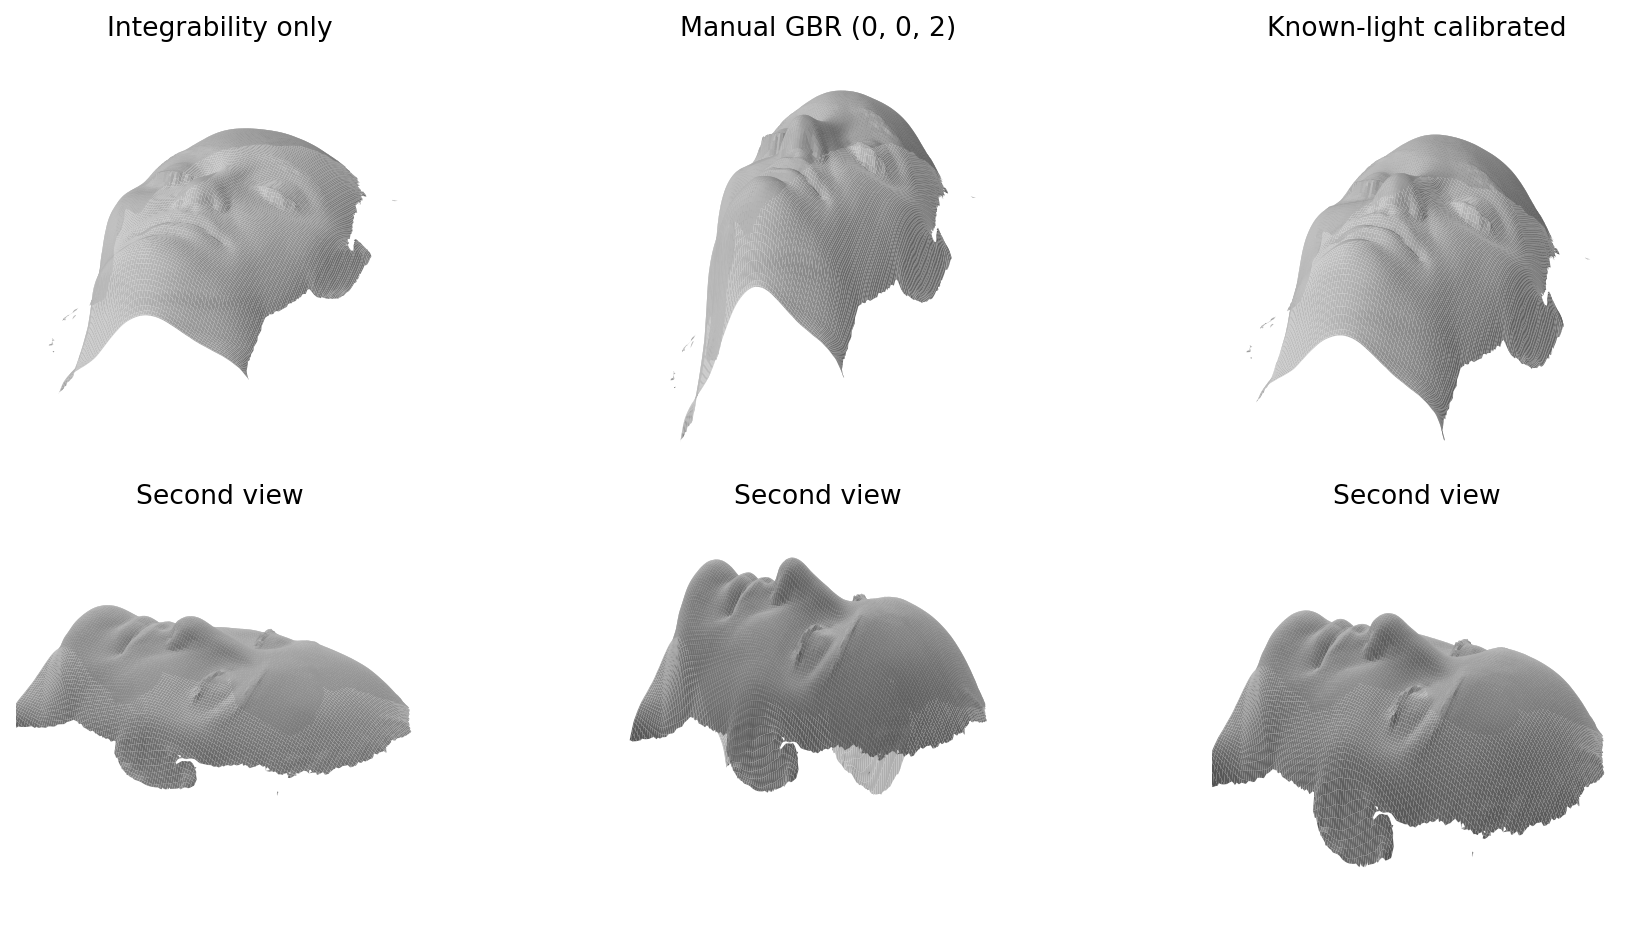 Integrability only
Manual GBR (0, 0, 2)
Known-light calibrated
Second view
Second view
Second view